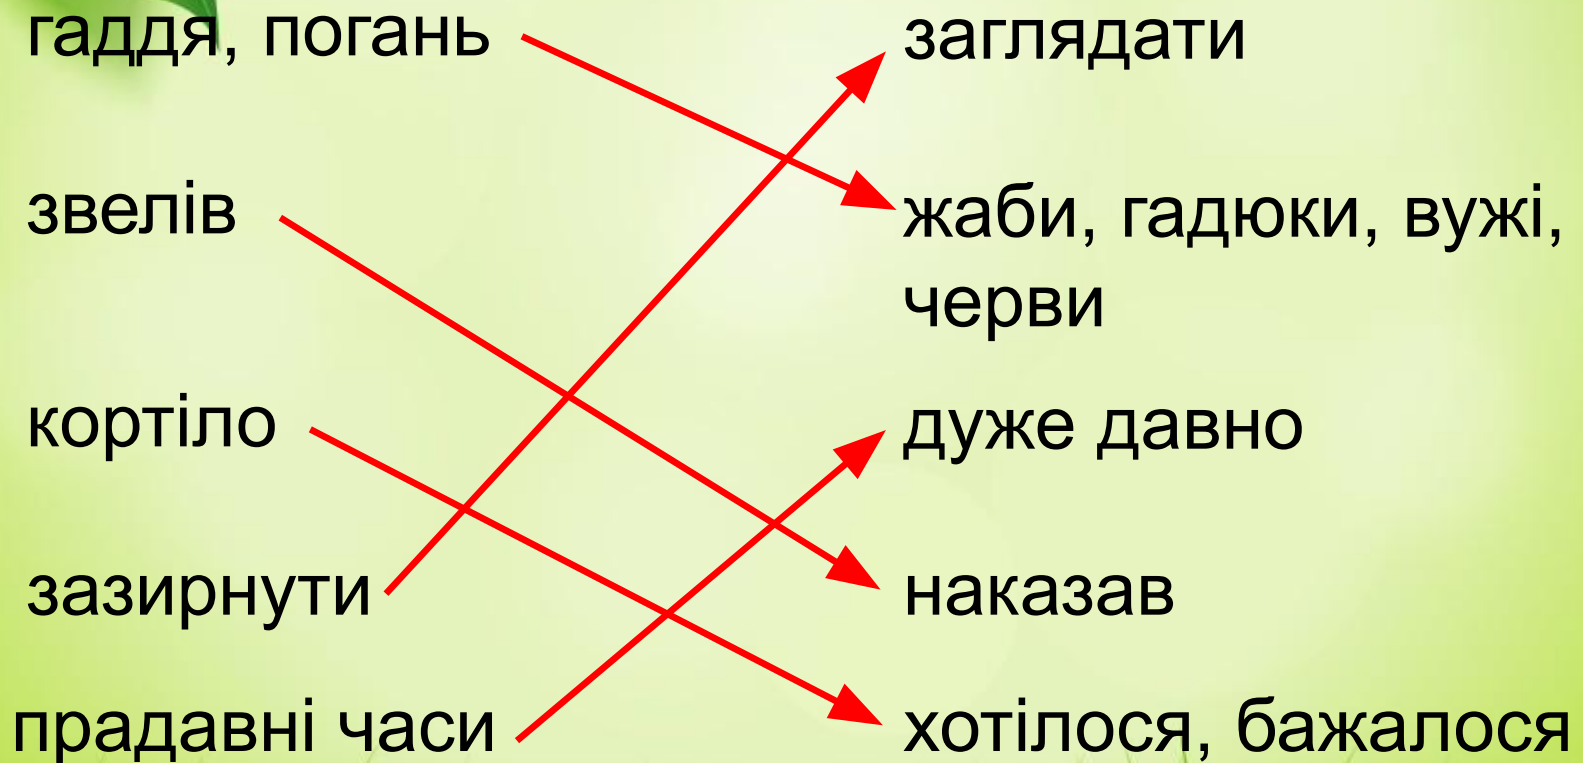 гаддя, погань
заглядати
звелів
жаби, гадюки, вужі,
черви
кортіло
дуже давно
зазирнути
наказав
прадавні часи
хотілося, бажалося